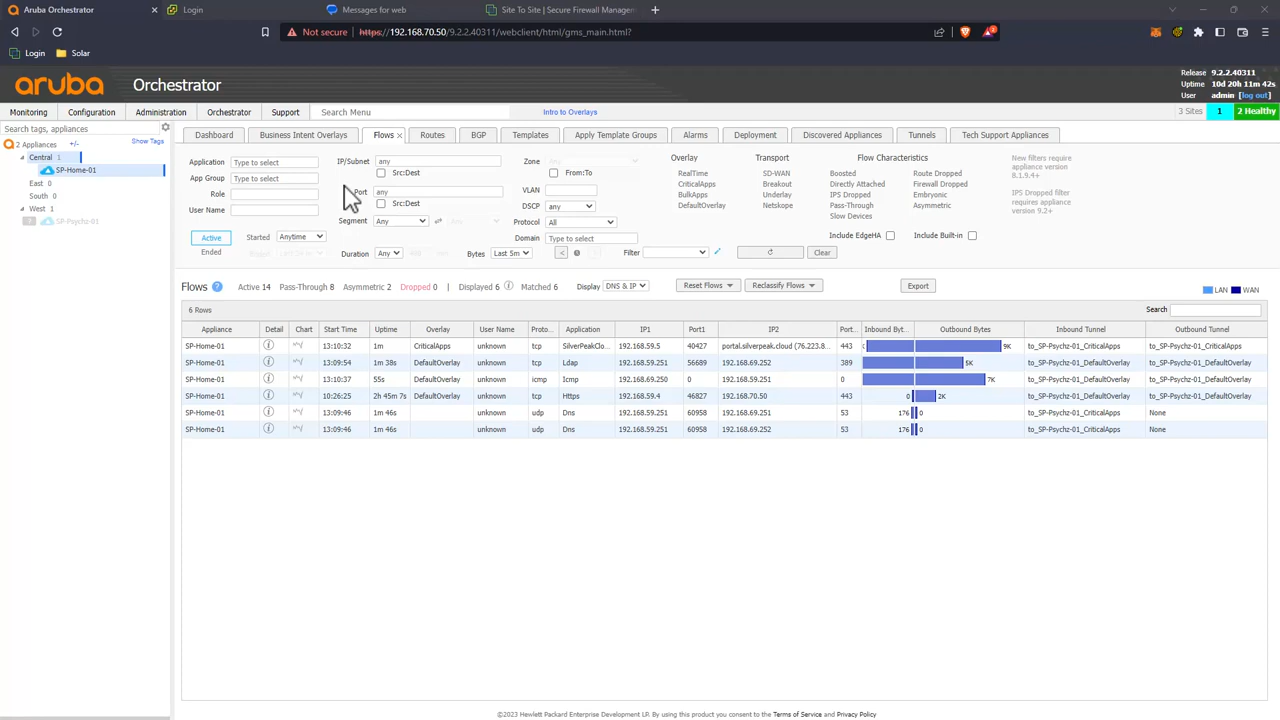 Aruba Orchestrator
Login
Messages for web
Site To Site | Secure Firewall Managem
Not secure https://192.168.70.50/9.2.2.40311/webclient/html/gms_main.html?
Login Solar
aruba Orchestrator
Release 9.2.2.40311
Uptime 10d 20h 11m 42s
User admin [log out]
Monitoring Configuration Administration Orchestrator Support Search Menu Intro to Overlays 3 Sites 1 2 Healthy
Search tags, appliances
2 Appliances +/- Show Tags
Central 1
SP-Home-01
East 0
South 0
West 1
SP-Psychz-01
Dashboard Business Intent Overlays Flows × Routes BGP Templates Apply Template Groups Alarms Deployment Discovered Appliances Tunnels Tech Support Appliances
Application Type to select
App Group Type to select
Role
User Name
Active
Ended
Started Anytime
IP/Subnet any
Src:Dest
Port any
Src:Dest
Segment Any Any
Duration Any
Bytes Last 5m
Zone Any
From:To
VLAN
DSCP any
Protocol All
Domain Type to select
Filter
Clear
Overlay
RealTime
CriticalApps
BulkApps
DefaultOverlay
Transport
SD-WAN
Breakout
Underlay
Netskope
Flow Characteristics
Boosted Route Dropped
Directly Attached Firewall Dropped
IPS Dropped Embryonic
Pass-Through Asymmetric
Slow Devices
Include EdgeHA Include Built-in
New filters require
appliance version
8.1.9.4+
IPS Dropped filter
requires appliance
version 9.2+
Flows ? Active 14 Pass-Through 8 Asymmetric 2 Dropped 0 | Displayed 6 Matched 6 Display DNS & IP Reset Flows Reclassify Flows Export LAN WAN
6 Rows Search
Appliance Detail Chart Start Time Uptime Overlay User Name Proto... Application IP1 Port1 IP2 Port... Inbound Byt... Outbound Bytes Inbound Tunnel Outbound Tunnel
SP-Home-01 13:10:32 1m CriticalApps unknown tcp SilverPeakClo... 192.168.59.5 40427 portal.silverpeak.cloud (76.223.8... 443 9K to_SP-Psychz-01_CriticalApps to_SP-Psychz-01_CriticalApps
SP-Home-01 13:09:54 1m 38s DefaultOverlay unknown tcp Ldap 192.168.59.251 56689 192.168.69.252 389 5K to_SP-Psychz-01_DefaultOverlay to_SP-Psychz-01_DefaultOverlay
SP-Home-01 13:10:37 55s DefaultOverlay unknown icmp Icmp 192.168.69.250 0 192.168.59.251 0 7K to_SP-Psychz-01_DefaultOverlay to_SP-Psychz-01_DefaultOverlay
SP-Home-01 10:26:25 2h 45m 7s DefaultOverlay unknown tcp Https 192.168.59.4 46827 192.168.70.50 443 0 2K to_SP-Psychz-01_DefaultOverlay to_SP-Psychz-01_DefaultOverlay
SP-Home-01 13:09:46 1m 46s unknown udp Dns 192.168.59.251 60958 192.168.69.251 53 176 0 to_SP-Psychz-01_CriticalApps None
SP-Home-01 13:09:46 1m 46s unknown udp Dns 192.168.59.251 60958 192.168.69.252 53 176 0 to_SP-Psychz-01_CriticalApps None
©2023 Hewlett Packard Enterprise Development LP. By using this product you consent to the Terms of Service and Privacy Policy